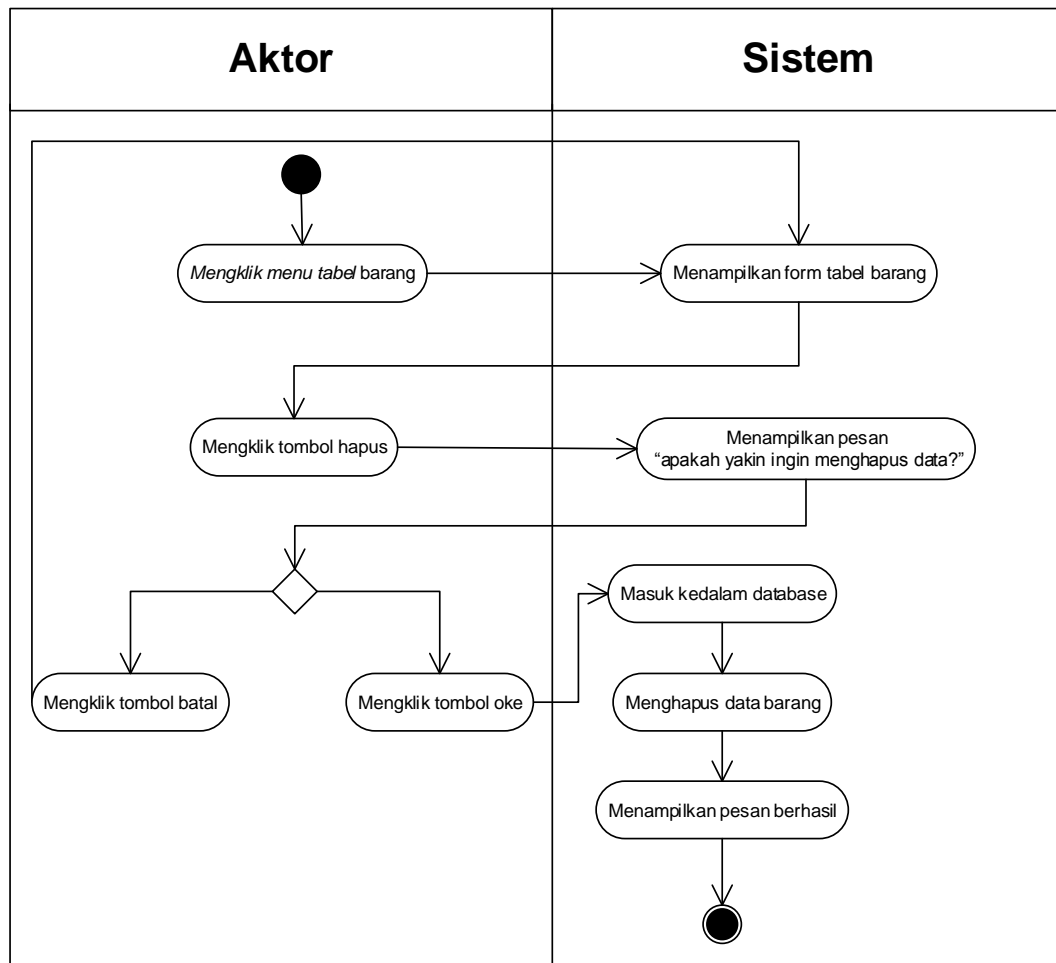 Aktor
Sistem
Mengklik menu tabel barang
Menampilkan form tabel barang
Mengklik tombol hapus
Menampilkan pesan
“apakah yakin ingin menghapus data?”
Masuk kedalam database
Mengklik tombol batal
Mengklik tombol oke
Menghapus data barang
Menampilkan pesan berhasil